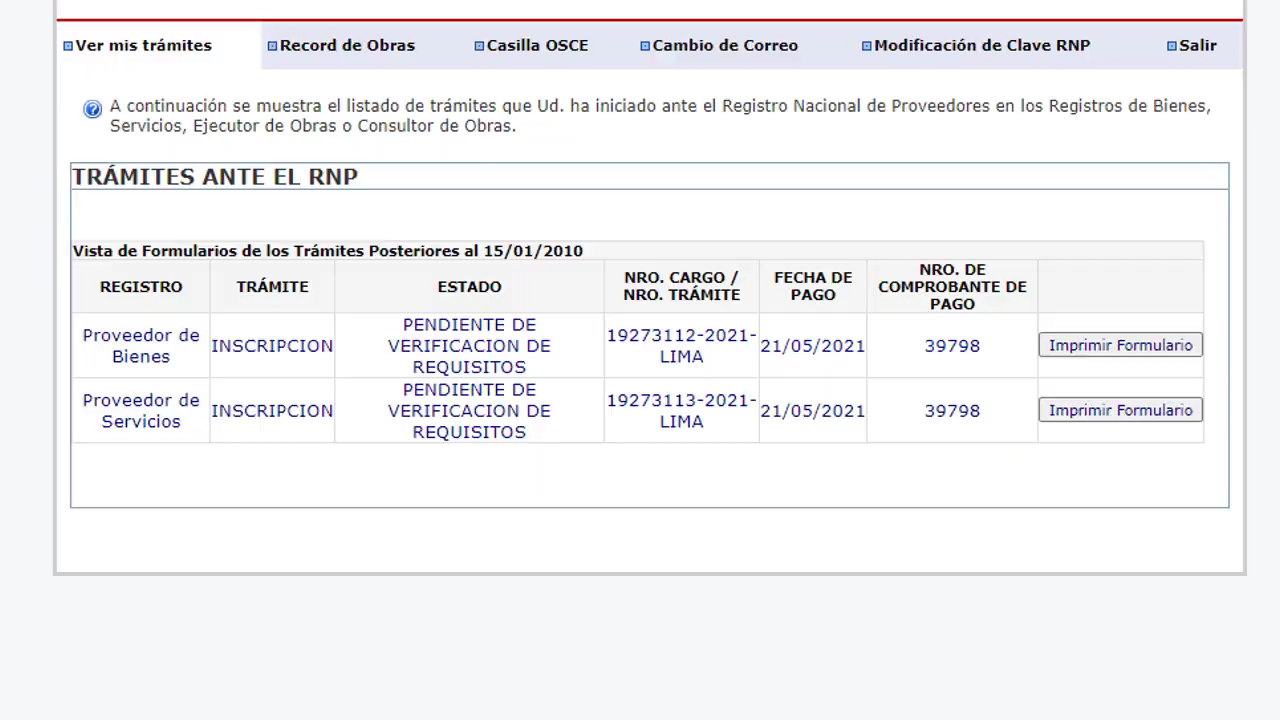 Ver mis trámites Record de Obras Casilla OSCE Cambio de Correo Modificación de Clave RNP Salir
A continuación se muestra el listado de trámites que Ud. ha iniciado ante el Registro Nacional de Proveedores en los Registros de Bienes,
Servicios, Ejecutor de Obras o Consultor de Obras.
TRÁMITES ANTE EL RNP
Vista de Formularios de los Trámites Posteriores al 15/01/2010
REGISTRO
TRÁMITE
ESTADO
NRO. CARGO /
NRO. TRÁMITE
FECHA DE
PAGO
NRO. DE
COMPROBANTE DE
PAGO
Proveedor de
Bienes
INSCRIPCION
PENDIENTE DE
VERIFICACION DE
REQUISITOS
19273112-2021-
LIMA
21/05/2021
39798
Imprimir Formulario
Proveedor de
Servicios
INSCRIPCION
PENDIENTE DE
VERIFICACION DE
REQUISITOS
19273113-2021-
LIMA
21/05/2021
39798
Imprimir Formulario